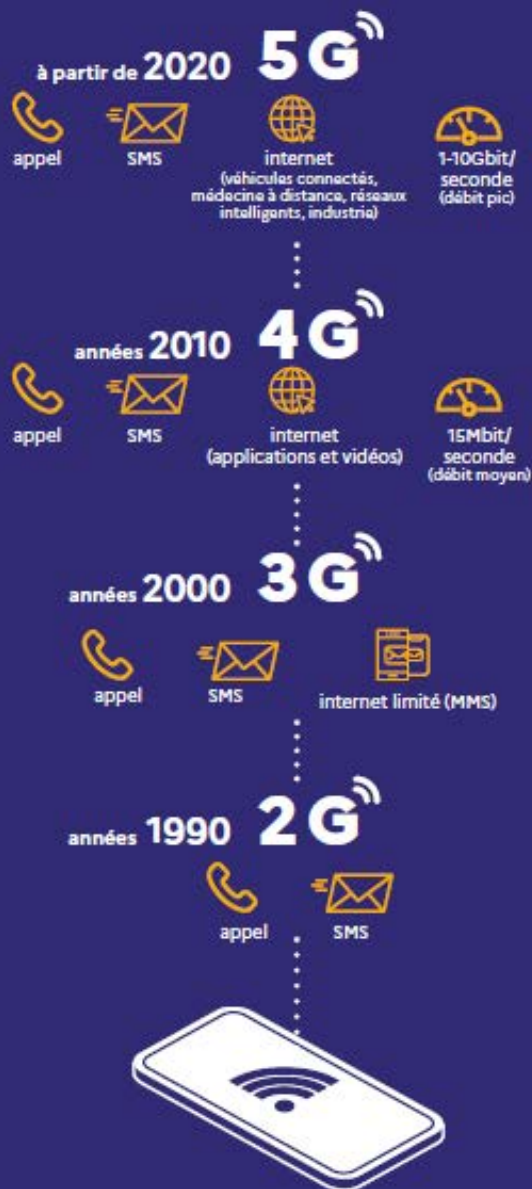 à partir de 2020 5G
appel
SMS
internet
(véhicules connectés,
médecine à distance, réseaux
intelligents, industrie)
1-10Gbit/
seconde
(débit pic)
années 2010 4G
appel
SMS
internet
(applications et vidéos)
15Mbit/
seconde
(débit moyen)
années 2000 3G
appel
SMS
internet limité (MMS)
années 1990 2G
appel
SMS